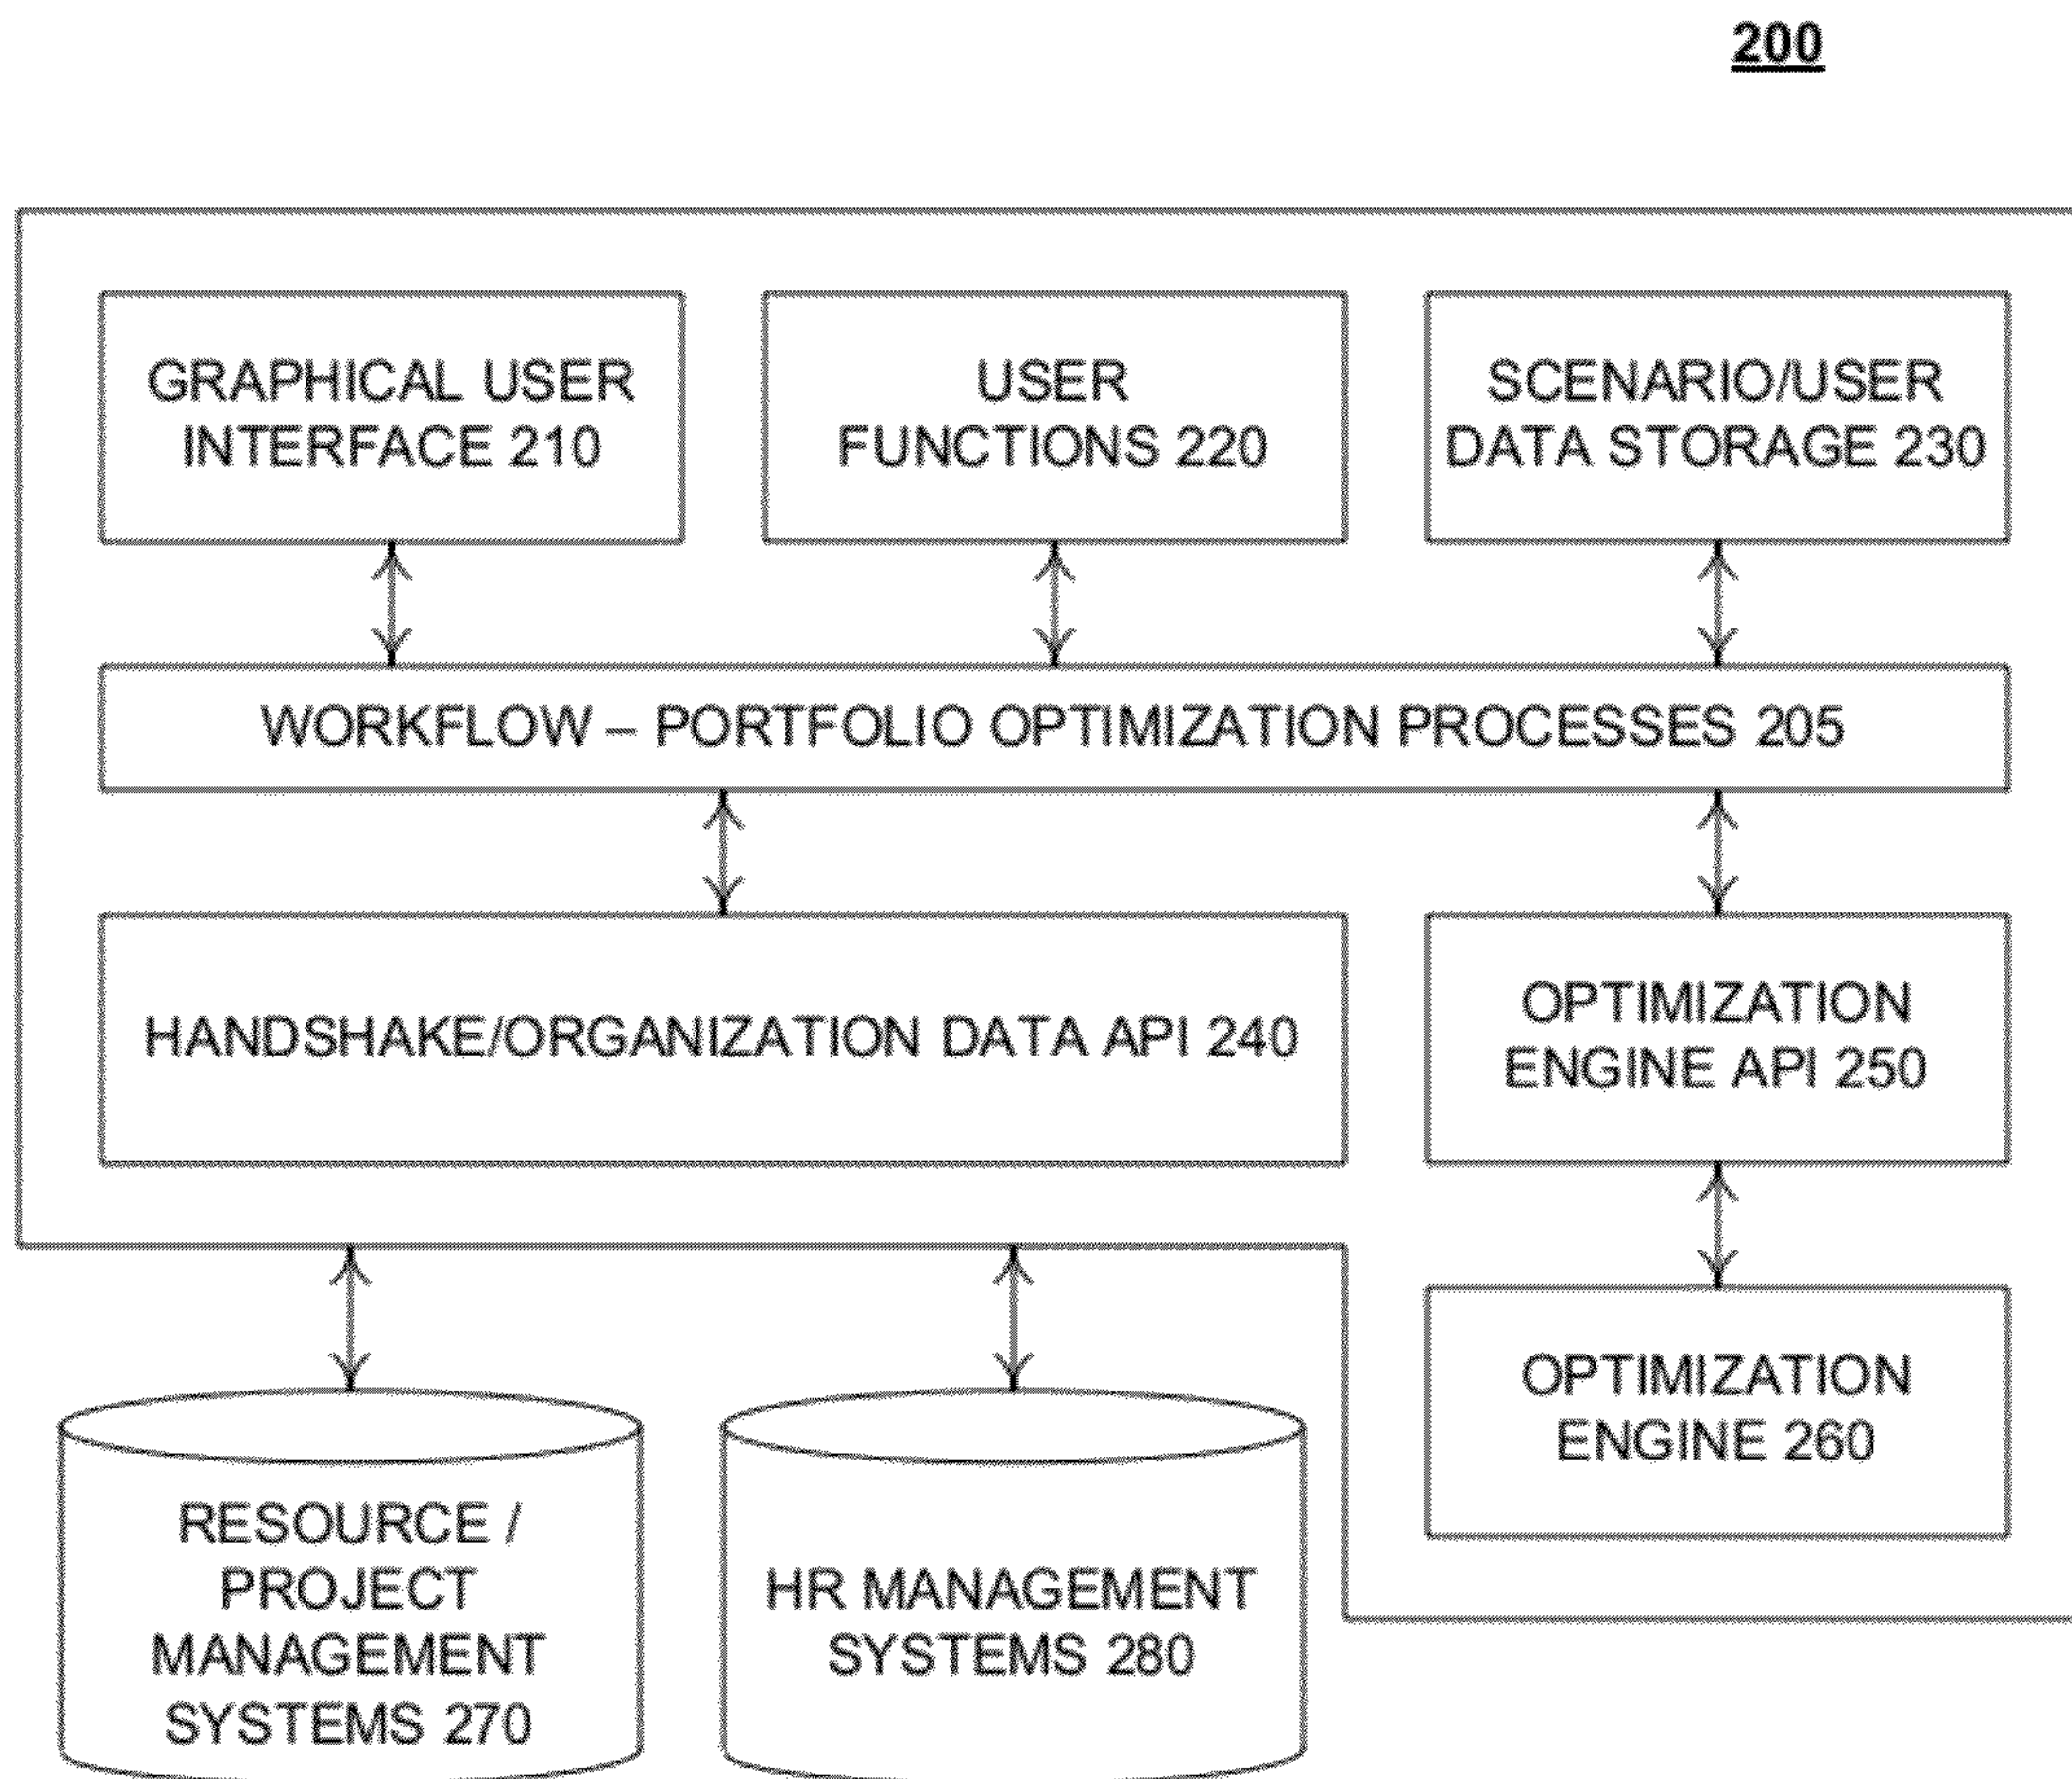 200
GRAPHICAL USER
INTERFACE 210
USER
FUNCTIONS 220
SCENARIO/USER
DATA STORAGE 230
WORKFLOW – PORTFOLIO OPTIMIZATION PROCESSES 205
HANDSHAKE/ORGANIZATION DATA API 240
OPTIMIZATION
ENGINE API 250
OPTIMIZATION
ENGINE 260
RESOURCE /
PROJECT
MANAGEMENT
SYSTEMS 270
HR MANAGEMENT
SYSTEMS 280